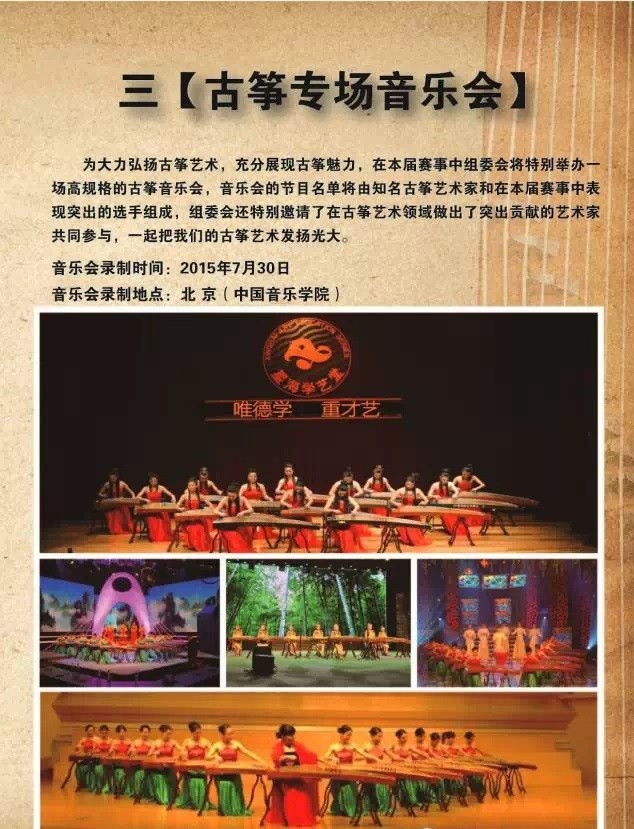 三【古筝专场音乐会】
为大力弘扬古筝艺术，充分展现古筝魅力，在本届赛事中组委会将特别举办一
场高规格的古筝音乐会，音乐会的节目名单将由知名古筝艺术家和在本届赛事中表
现突出的选手组成，组委会还特别邀请了在古筝艺术领域做出了突出贡献的艺术家
共同参与，一起把我们的古筝艺术发扬光大。
音乐会录制时间：2015年7月30日
音乐会录制地点：北 京（中国音乐学院）
星海学艺堂
唯德学 重才艺